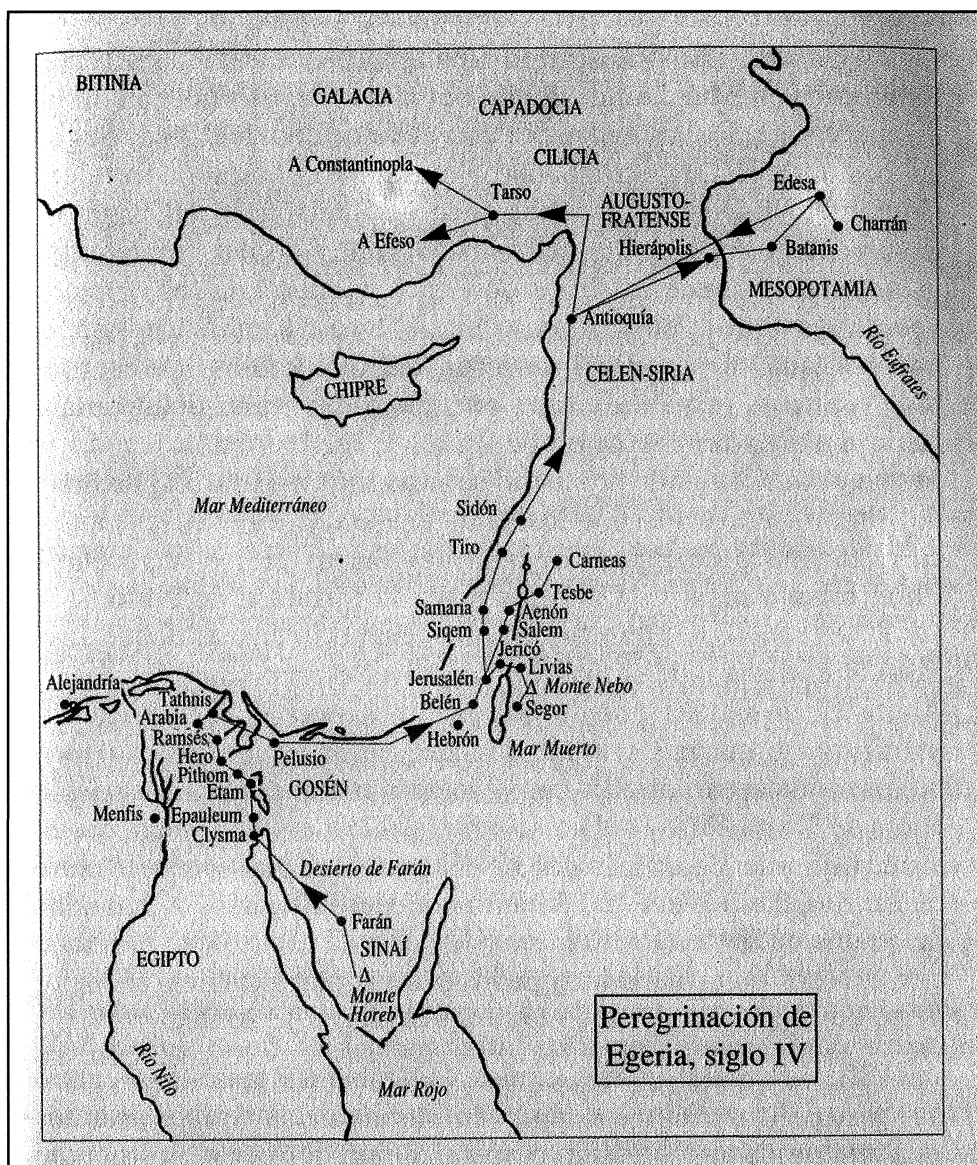 BITINIA
GALACIA
CAPADOCIA
CILICIA
A Constantinopla
Tarso
A Efeso
AUGUSTO-
FRATENSE
Edesa
Charrán
Hierápolis
Batanis
MESOPOTAMIA
Antioquía
Río Eufrates
CELEN-SIRIA
CHIPRE
Mar Mediterráneo
Sidón
Tiro
Carneas
Tesbe
Samaria
Aenón
Siqem
Salem
Jericó
Jerusalén
Livias
Monte Nebo
Belén
Segor
Hebrón
Mar Muerto
Alejandría
Tathnis
Arabia
Ramsés
Hero
Pelusio
Pithom
Etam
GOSÉN
Menfis
Epauleum
Clysma
Desierto de Farán
Farán
SINAÍ
Monte
Horeb
EGIPTO
Río Nilo
Mar Rojo
Peregrinación de
Egeria, siglo IV